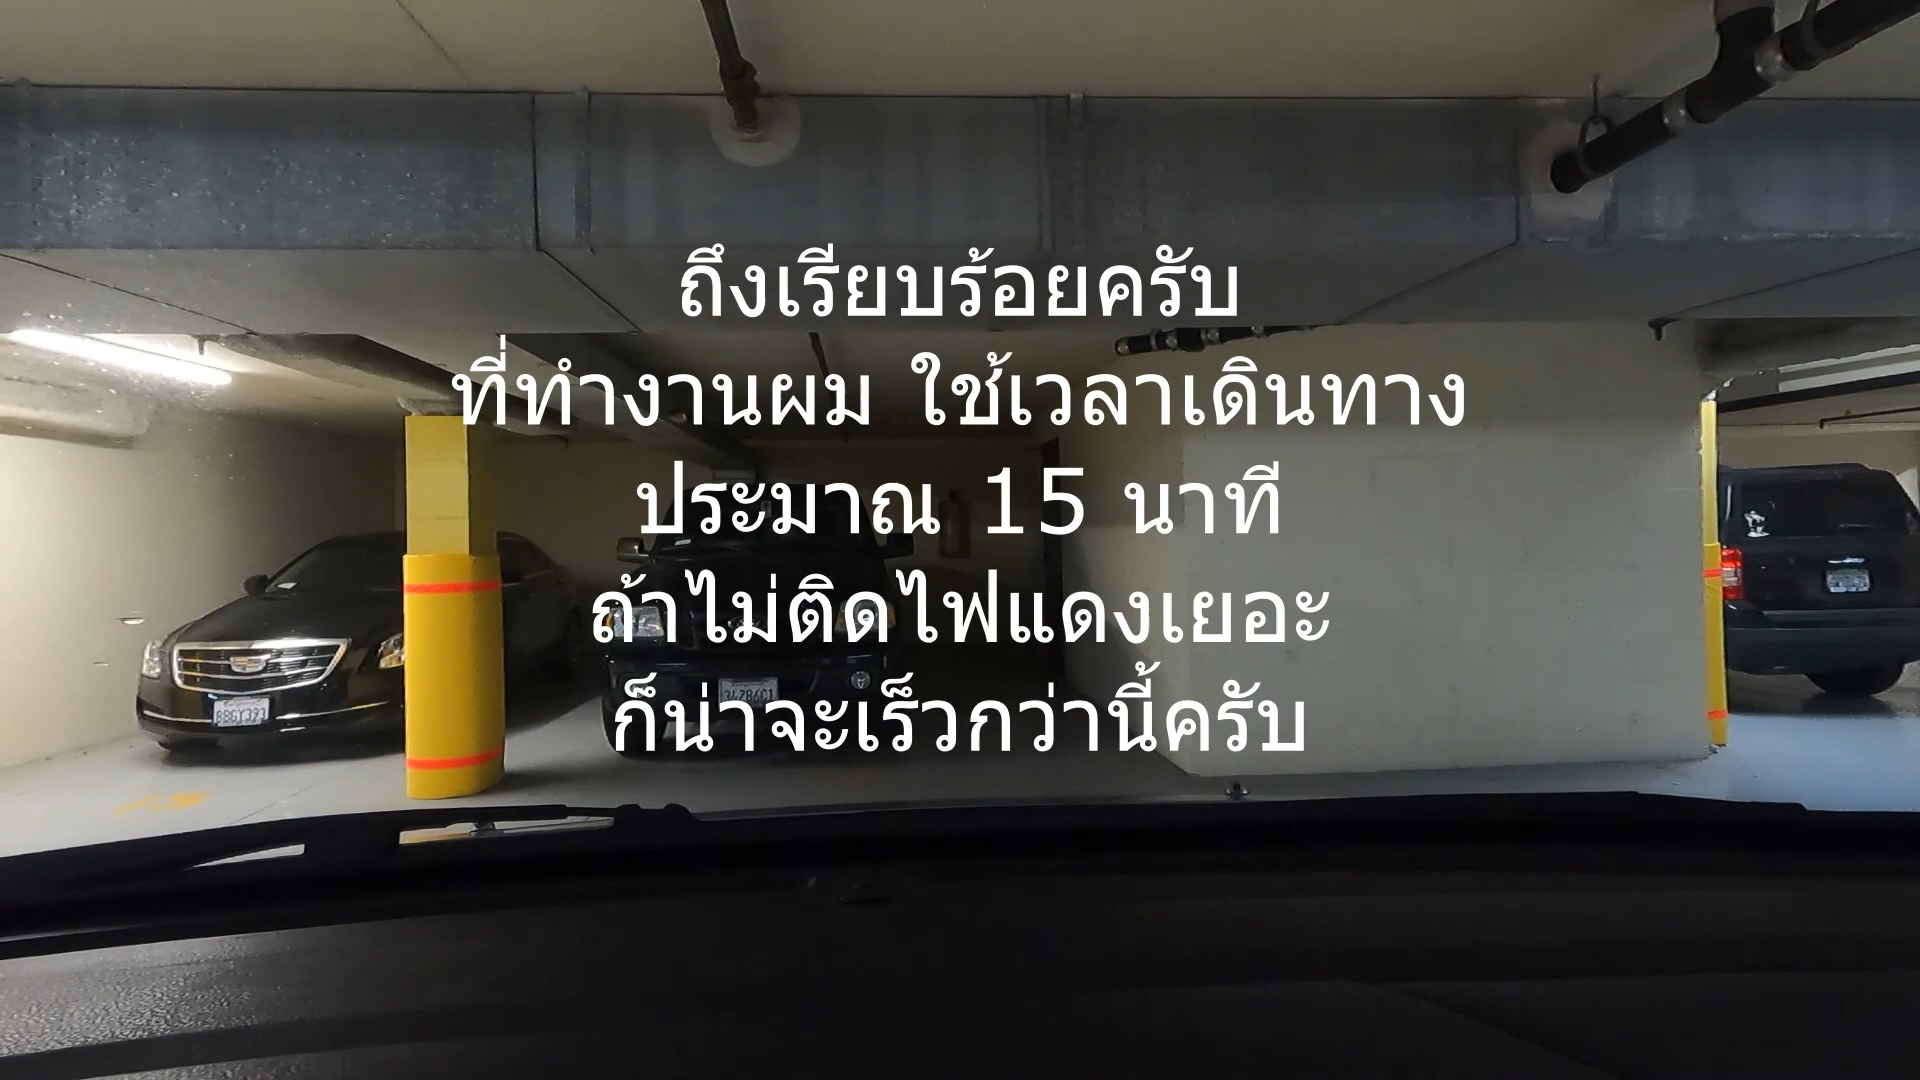 ถึงเรียบร้อยครับ
ที่ทำงานผม ใช้เวลาเดินทาง
ประมาณ 15 นาที
ถ้าไม่ติดไฟแดงเยอะ
ก็น่าจะเร็วกว่านี้ครับ
8BGY393